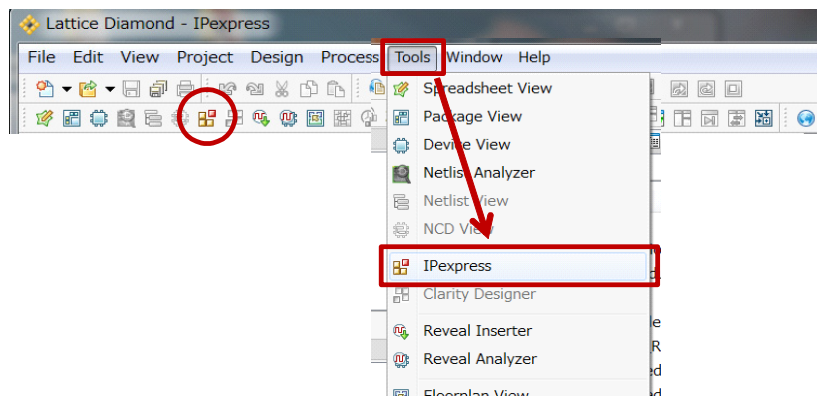 Lattice Diamond - IPexpress
File Edit View Project Design Process Tools Window Help
Spreadsheet View
Package View
Device View
Netlist Analyzer
Netlist View
NCD View
IPexpress
Clarity Designer
Reveal Inserter
Reveal Analyzer
Floorplan View